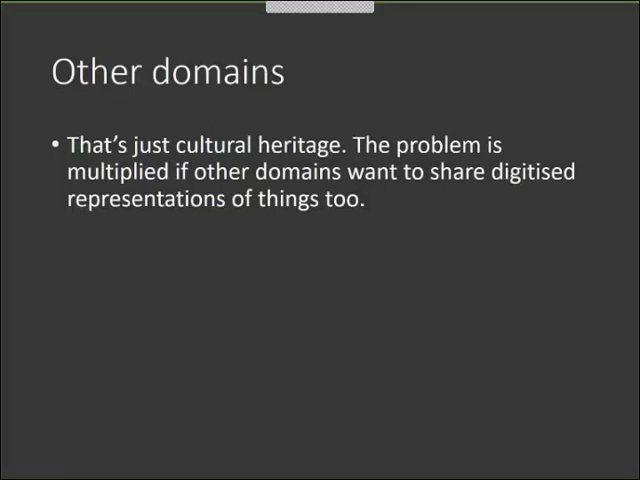 Other domains
• That’s just cultural heritage. The problem is
multiplied if other domains want to share digitised
representations of things too.